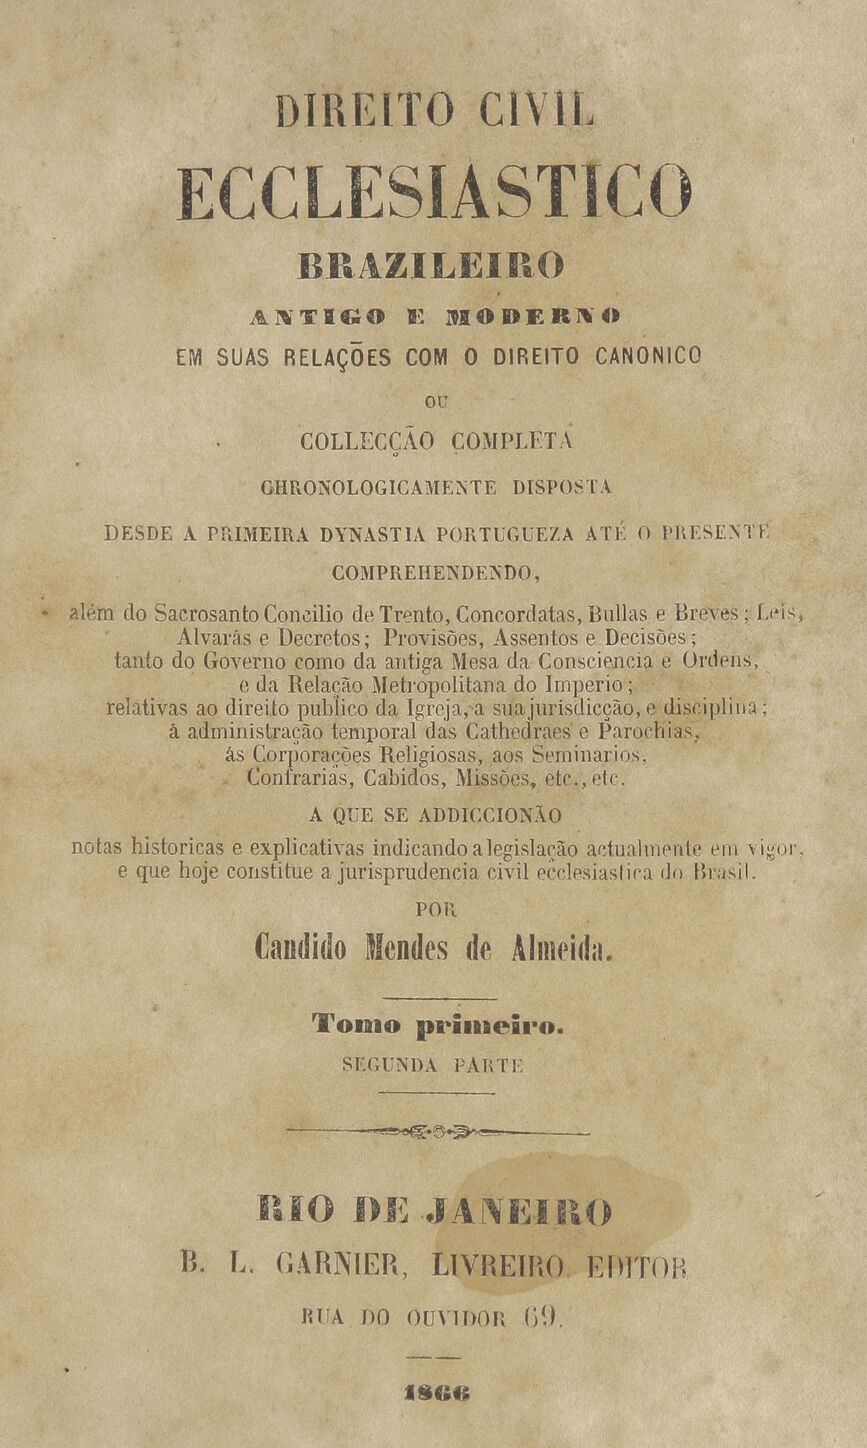 DIREITO CIVIL
ECCLESIASTICO
BRAZILEIRO
ANTIGO E MODERNO
EM SUAS RELAÇÕES COM O DIREITO CANONICO
OU
COLLECÇÃO COMPLETA
CHRONOLOGICAMENTE DISPOSTA
DESDE A PRIMEIRA DYNASTIA PORTUGUEZA ATÉ O PRESENTE
COMPREHENDENDO,
além do Sacrosanto Concilio de Trento, Concordatas, Bullas e Breves; Leis,
Alvarás e Decretos; Provisões, Assentos e Decisões;
tanto do Governo como da antiga Mesa da Consciencia e Ordens,
e da Relação Metropolitana do Imperio;
relativas ao direito publico da Igreja, a sua jurisdicção, e disciplina;
á administração temporal das Cathedraes e Parochias,
ás Corporações Religiosas, aos Seminarios,
Confrarias, Cabidos, Missões, etc., etc.
A QUE SE ADDICCIONÃO
notas historicas e explicativas indicando a legislação actualmente em vigor,
e que hoje constitue a jurisprudencia civil ecclesiastica do Brasil.
POR
Candido Mendes de Almeida.
Tomo primeiro.
SEGUNDA PARTE
RIO DE JANEIRO
B. L. GARNIER, LIVREIRO EDITOR
RUA DO OUVIDOR 69.
1866